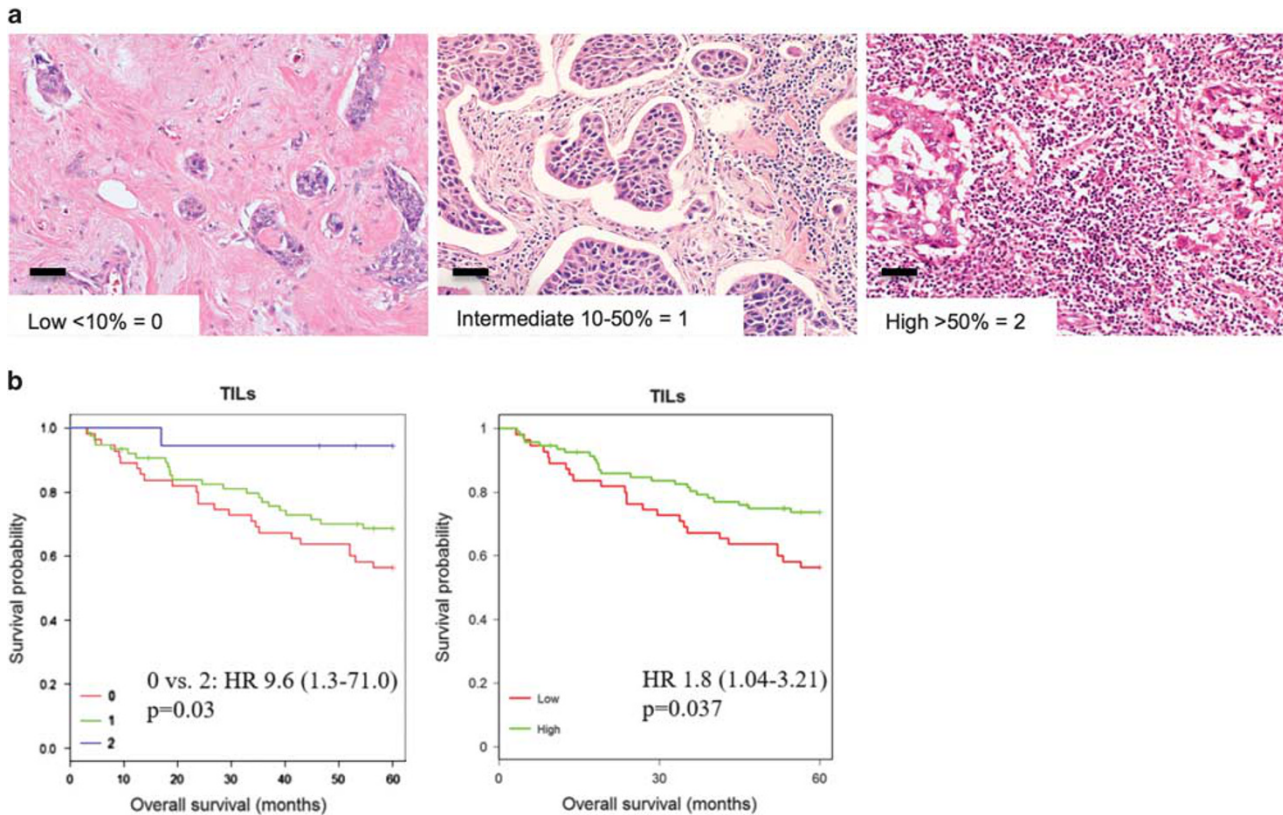 a
Low <10% = 0
Intermediate 10-50% = 1
High >50% = 2
b
TILs
Survival probability
1.0
0.8
0.6
0.4
0.2
0.0
0 vs. 2: HR 9.6 (1.3-71.0)
p=0.03
0
1
2
0 10 20 30 40 50 60
Overall survival (months)
TILs
Survival probability
1
0.8
0.6
0.4
0.2
0
HR 1.8 (1.04-3.21)
p=0.037
Low
High
0 30 60
Overall survival (months)